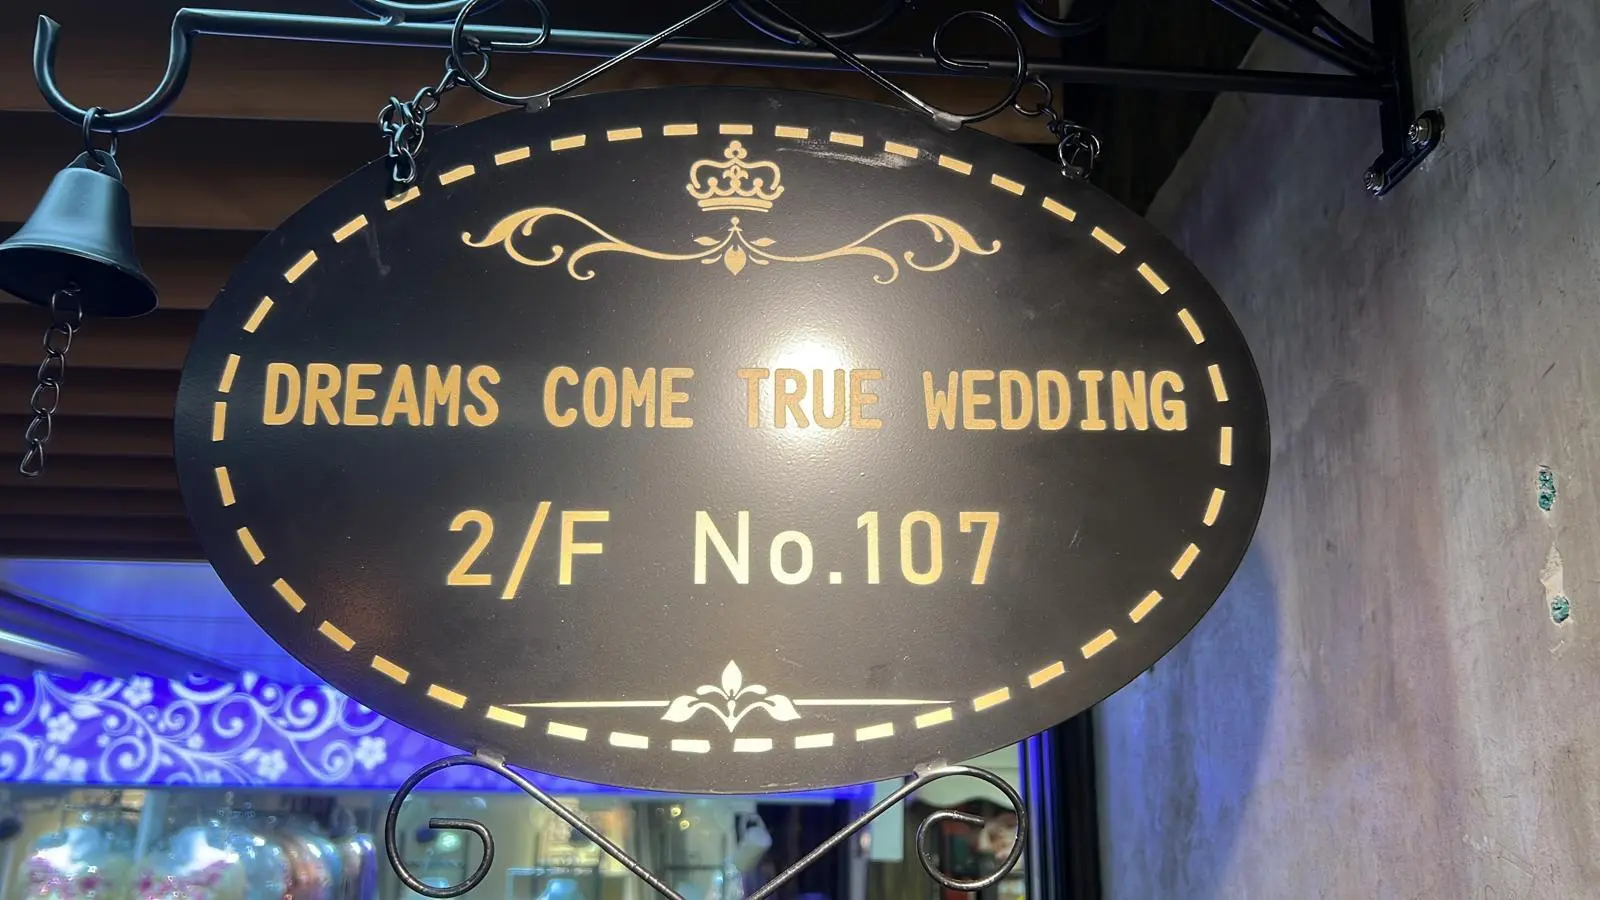 DREAMS COME TRUE WEDDING
2/F No.107